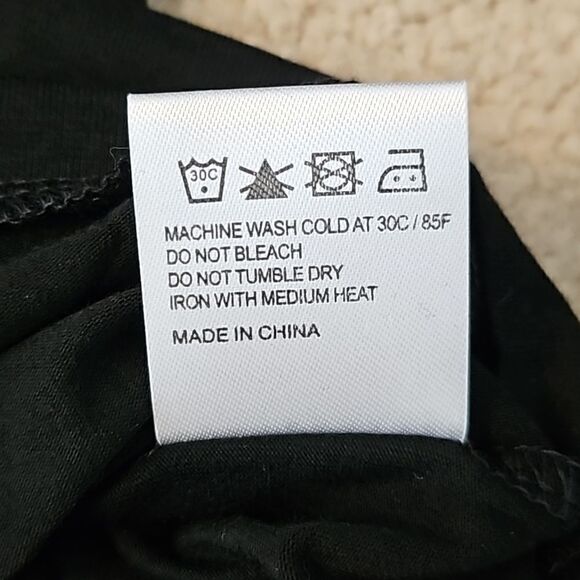 30C
MACHINE WASH COLD AT 30C / 85F
DO NOT BLEACH
DO NOT TUMBLE DRY
IRON WITH MEDIUM HEAT
MADE IN CHINA